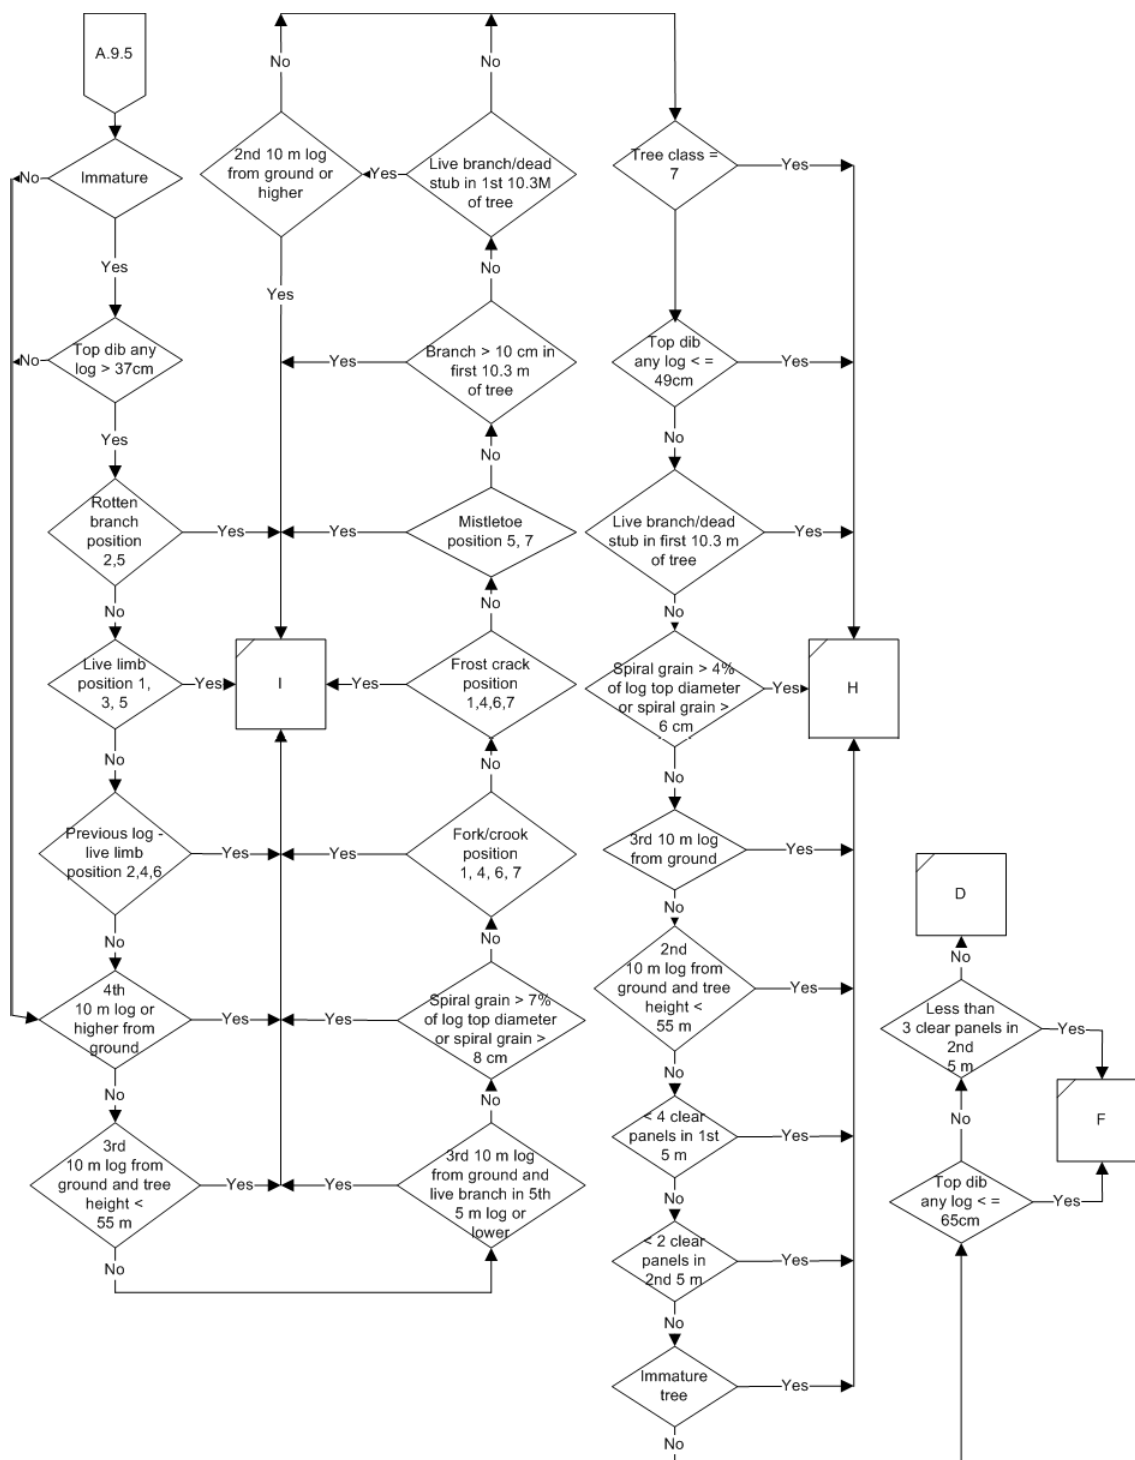 A.9.5
Immature
No
Yes
Top dib any
log > 37cm
No
Yes
Rotten
branch
position
2,5
Yes
No
Live limb
position 1,
3, 5
Yes
No
Previous log -
live limb
position 2,4,6
Yes
No
4th
10 m log or
higher from
ground
Yes
No
3rd
10 m log from
ground and tree
height <
55 m
Yes
No
I
3rd 10 m log
from ground and
live branch in 5th
5 m log or
lower
Yes
No
Spiral grain > 7%
of log top diameter
or spiral grain >
8 cm
Yes
No
Fork/crook
position
1, 4, 6, 7
Yes
No
Frost crack
position
1,4,6,7
Yes
No
Mistletoe
position 5, 7
Yes
No
Branch > 10 cm in
first 10.3 m
of tree
Yes
No
Live branch/dead
stub in 1st 10.3M
of tree
Yes
No
2nd 10 m log
from ground or
higher
No
Yes
Tree class =
7
Yes
Top dib
any log < =
49cm
Yes
No
Live branch/dead
stub in first 10.3 m
of tree
Yes
No
Spiral grain > 4%
of log top diameter
or spiral grain >
6 cm
Yes
No
H
3rd 10 m log
from ground
Yes
No
2nd
10 m log from
ground and tree
height <
55 m
Yes
No
< 4 clear
panels in 1st
5 m
Yes
No
< 2 clear
panels in
2nd 5 m
Yes
No
Immature
tree
Yes
No
Top dib
any log < =
65cm
Yes
No
Less than
3 clear panels in
2nd
5 m
Yes
No
D
F